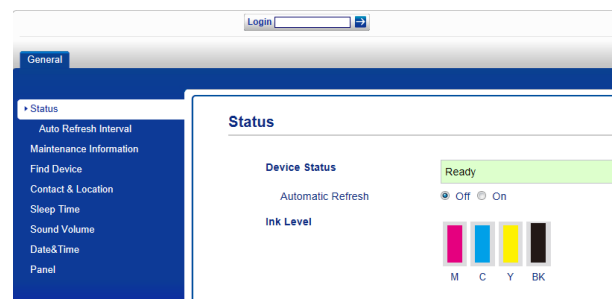 Login
General
Status
Auto Refresh Interval
Maintenance Information
Find Device
Contact & Location
Sleep Time
Sound Volume
Date&Time
Panel
Status
Device Status Ready
Automatic Refresh Off On
Ink Level
M C Y BK